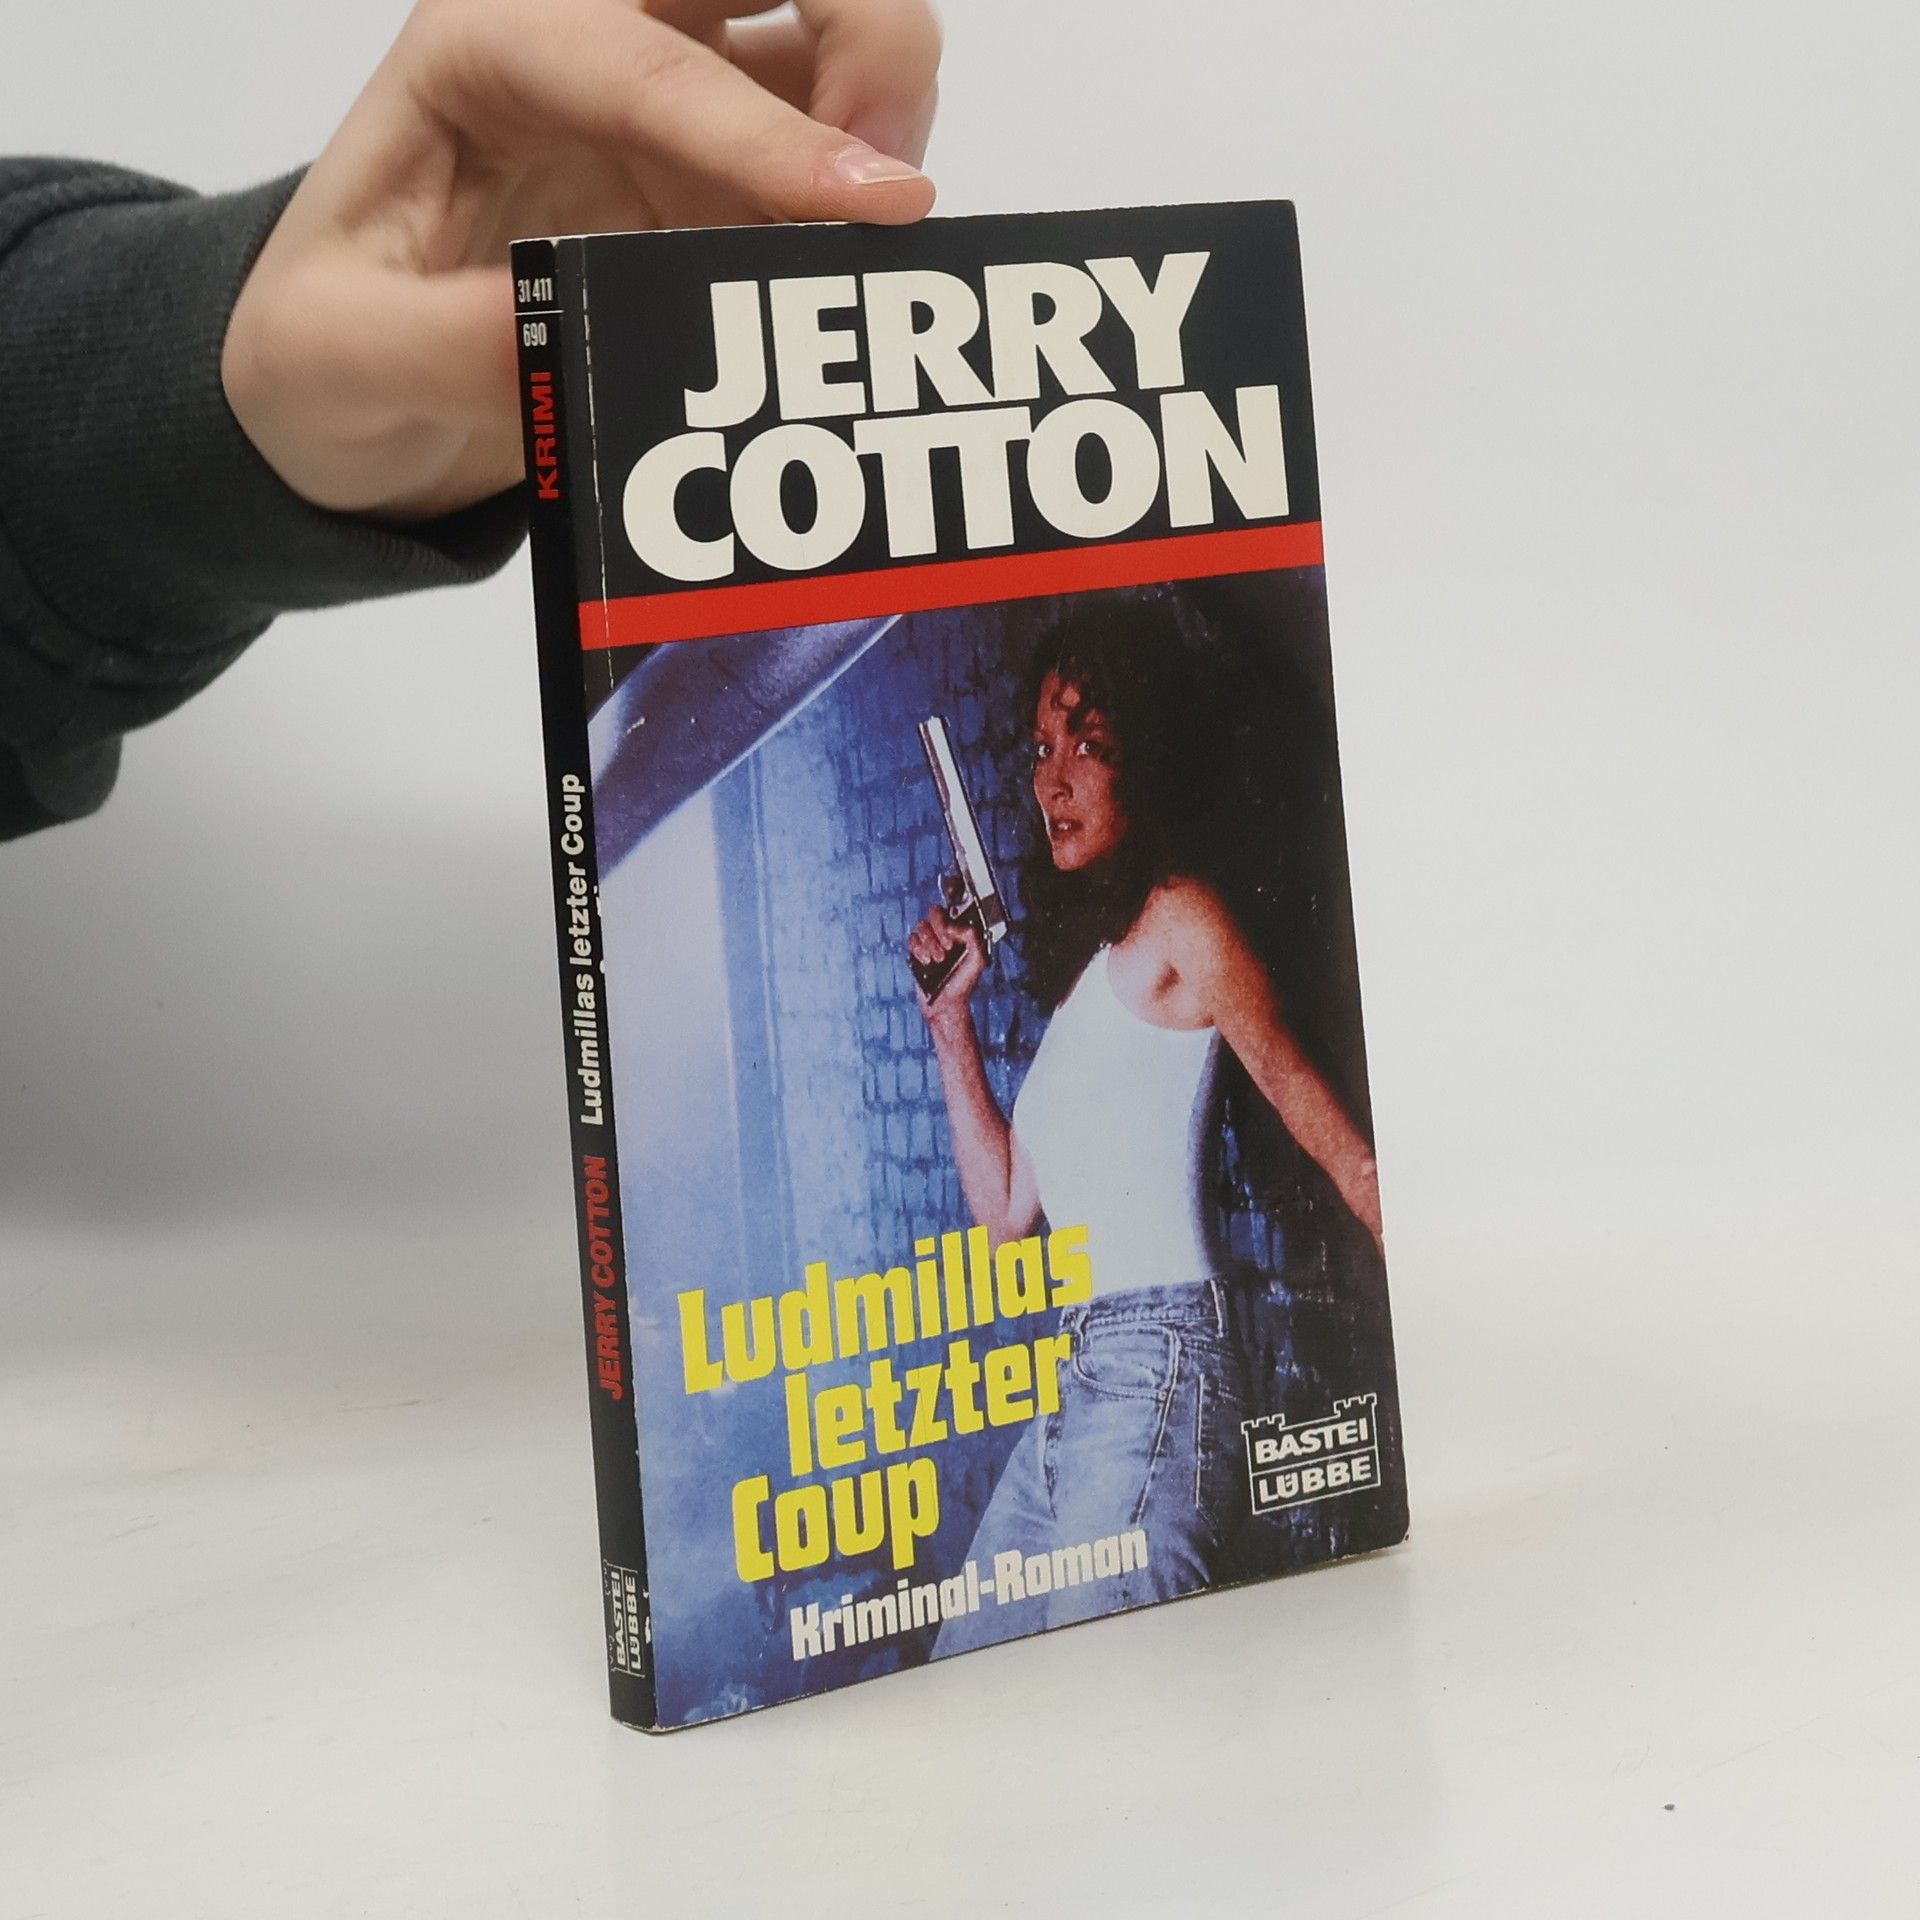 31 411
690
KRIMI
JERRY COTTON Ludmillas letzter Coup
BASTEI
LÜBBE
JERRY
COTTON
Ludmillas
letzter
Coup
Kriminal-Roman
BASTEI
LÜBBE